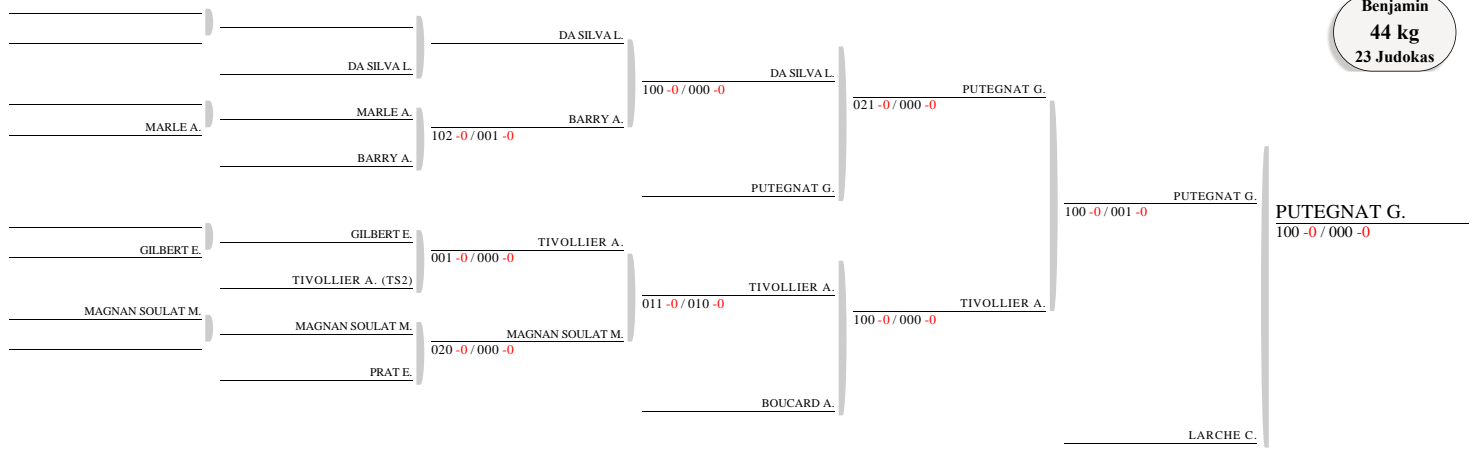 Benjamin
44 kg
23 Judokas
DA SILVA L.
DA SILVA L.
DA SILVA L.
100 -0 / 000 -0
PUTEGNAT G.
021 -0 / 000 -0
MARLE A.
MARLE A.
BARRY A.
102 -0 / 001 -0
BARRY A.
PUTEGNAT G.
PUTEGNAT G.
100 -0 / 001 -0
PUTEGNAT G.
100 -0 / 000 -0
GILBERT E.
GILBERT E.
TIVOLLIER A.
001 -0 / 000 -0
TIVOLLIER A. (TS2)
TIVOLLIER A.
011 -0 / 010 -0
TIVOLLIER A.
100 -0 / 000 -0
MAGNAN SOULAT M.
MAGNAN SOULAT M.
MAGNAN SOULAT M.
020 -0 / 000 -0
PRAT E.
BOUCARD A.
LARCHE C.